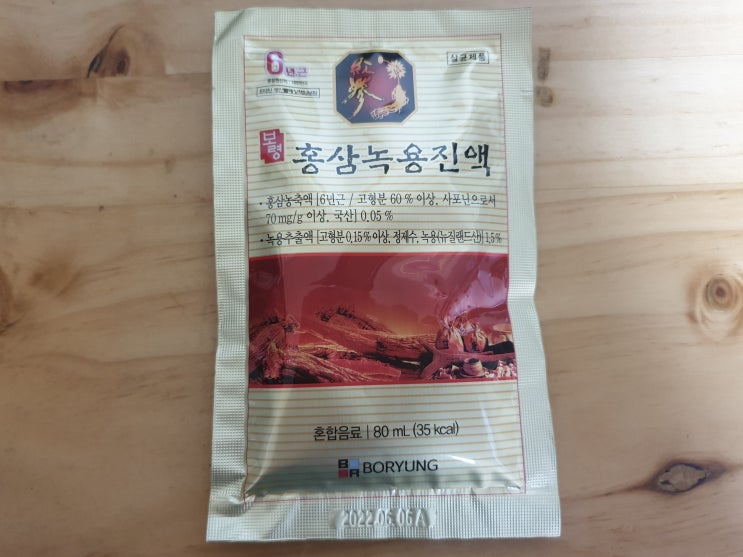 6년근
살균제품
보령
홍삼녹용진액
· 홍삼농축액 [6년근 / 고형분 60 % 이상, 사포닌으로서
70 mg/g 이상, 국산] 0.05 %
· 녹용추출액 [고형분 0.15% 이상, 정제수, 녹용(뉴질랜드산)] 1.5%
혼합음료 | 80 mL (35 kcal)
BR BORYUNG
2022.06.06A